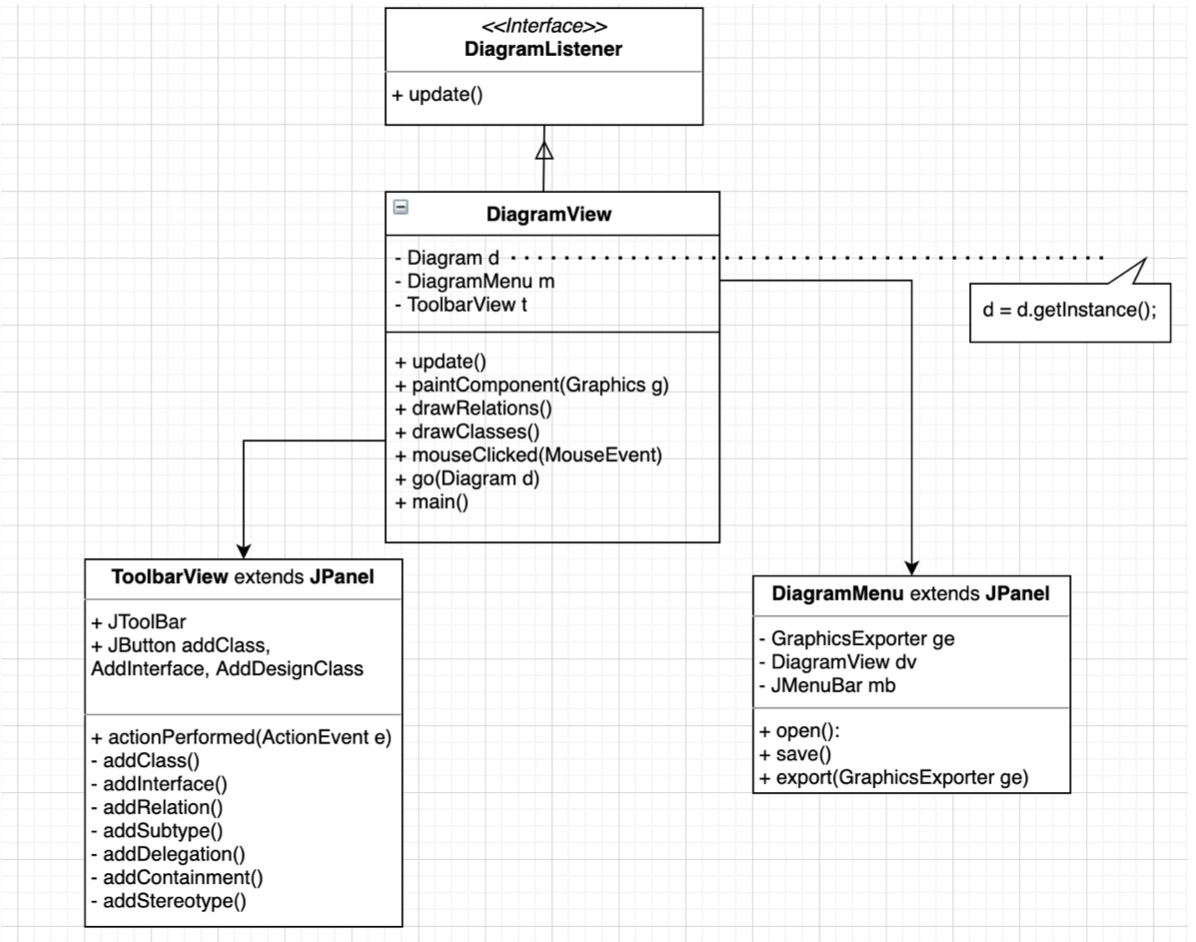 <<Interface>>
DiagramListener
+ update()
DiagramView
- Diagram d
- DiagramMenu m
- ToolbarView t
d = d.getInstance();
+ update()
+ paintComponent(Graphics g)
+ drawRelations()
+ drawClasses()
+ mouseClicked(MouseEvent)
+ go(Diagram d)
+ main()
ToolbarView extends JPanel
+ JToolBar
+ JButton addClass,
AddInterface, AddDesignClass
+ actionPerformed(ActionEvent e)
- addClass()
- addInterface()
- addRelation()
- addSubtype()
- addDelegation()
- addContainment()
- addStereotype()
DiagramMenu extends JPanel
- GraphicsExporter ge
- DiagramView dv
- JMenuBar mb
+ open():
+ save()
+ export(GraphicsExporter ge)